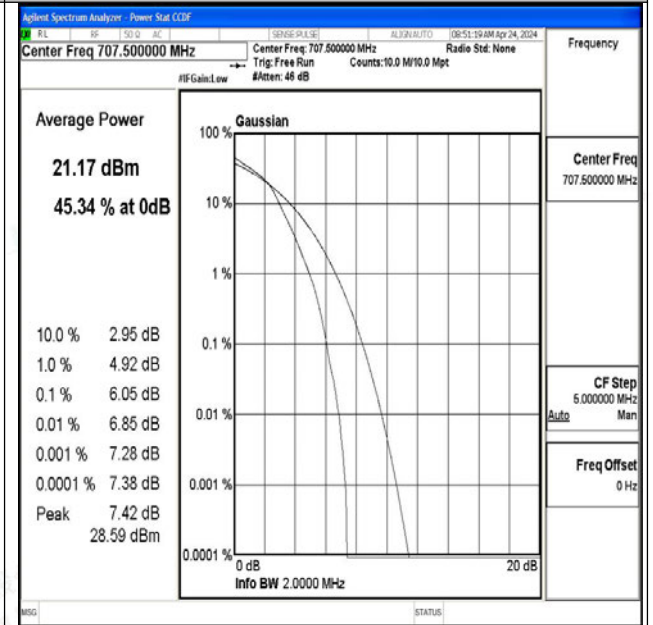 Agilent Spectrum Analyzer - Power Stat CCDF
RL RF 50 Ω AC SENSE:PULSE ALIGN AUTO 08:51:19 AM Apr 24, 2024
Center Freq 707.500000 MHz
Center Freq: 707.500000 MHz Radio Std: None
Trig: Free Run Counts:10.0 M/10.0 Mpt
#IFGain:Low #Atten: 46 dB
Frequency
Average Power
21.17 dBm
45.34 % at 0dB
10.0 % 2.95 dB
1.0 % 4.92 dB
0.1 % 6.05 dB
0.01 % 6.85 dB
0.001 % 7.28 dB
0.0001 % 7.38 dB
Peak 7.42 dB
28.59 dBm
Gaussian
100 %
10 %
1 %
0.1 %
0.01 %
0.001 %
0.0001 %
0 dB 20 dB
Info BW 2.0000 MHz
Center Freq
707.500000 MHz
CF Step
5.000000 MHz
Auto Man
Freq Offset
0 Hz
MSG STATUS